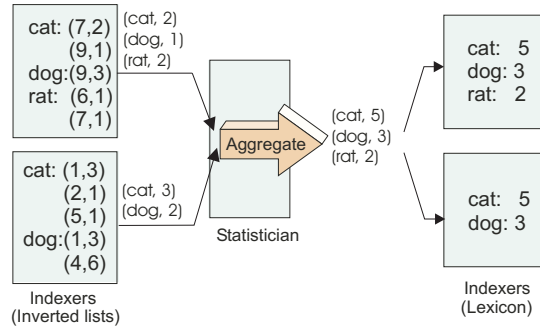 cat: (7,2)
(9,1)
dog:(9,3)
rat: (6,1)
(7,1)
(cat, 2)
(dog, 1)
(rat, 2)
cat: (1,3)
(2,1)
(5,1)
dog:(1,3)
(4,6)
(cat, 3)
(dog, 2)
Indexers
(Inverted lists)
Aggregate
Statistician
(cat, 5)
(dog, 3)
(rat, 2)
cat: 5
dog: 3
rat: 2
cat: 5
dog: 3
Indexers
(Lexicon)